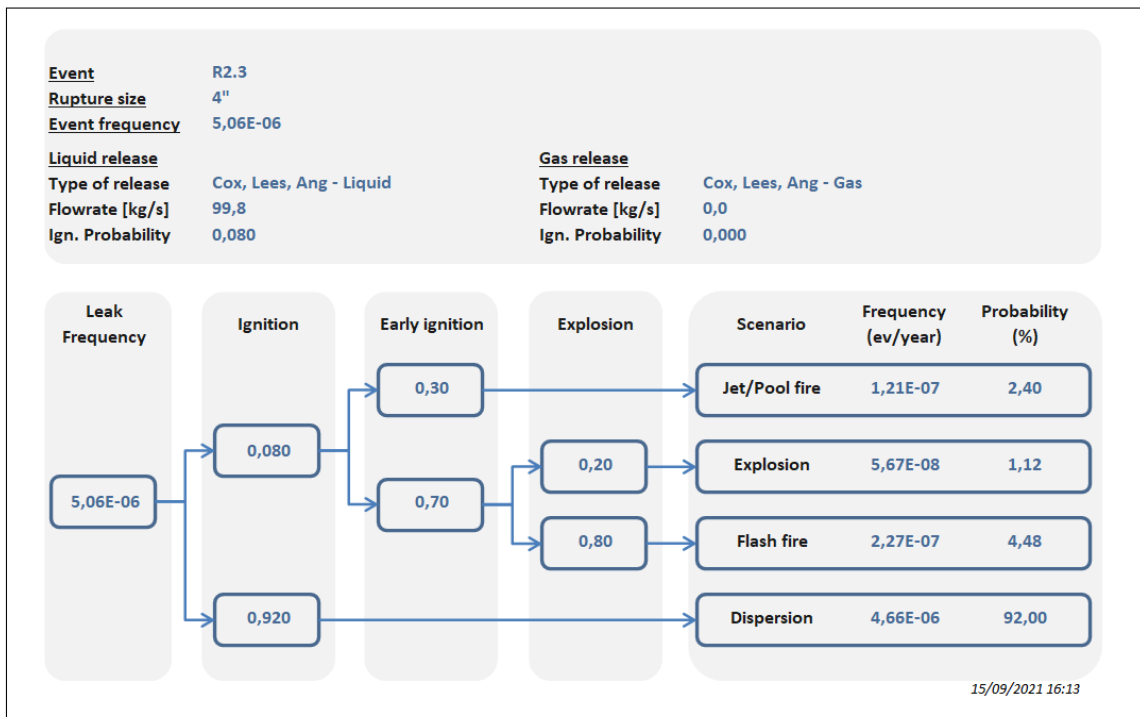 Event R2.3
Rupture size 4"
Event frequency 5,06E-06
Liquid release Gas release
Type of release Cox, Lees, Ang - Liquid Type of release Cox, Lees, Ang - Gas
Flowrate [kg/s] 99,8 Flowrate [kg/s] 0,0
Ign. Probability 0,080 Ign. Probability 0,000
Leak Frequency
Ignition
Early ignition
Explosion
Scenario
Frequency (ev/year)
Probability (%)
0,30
Jet/Pool fire 1,21E-07 2,40
0,080
0,20
Explosion 5,67E-08 1,12
5,06E-06
0,70
0,80
Flash fire 2,27E-07 4,48
0,920
Dispersion 4,66E-06 92,00
15/09/2021 16:13